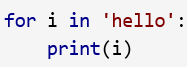 for i in 'hello':
    print(i)